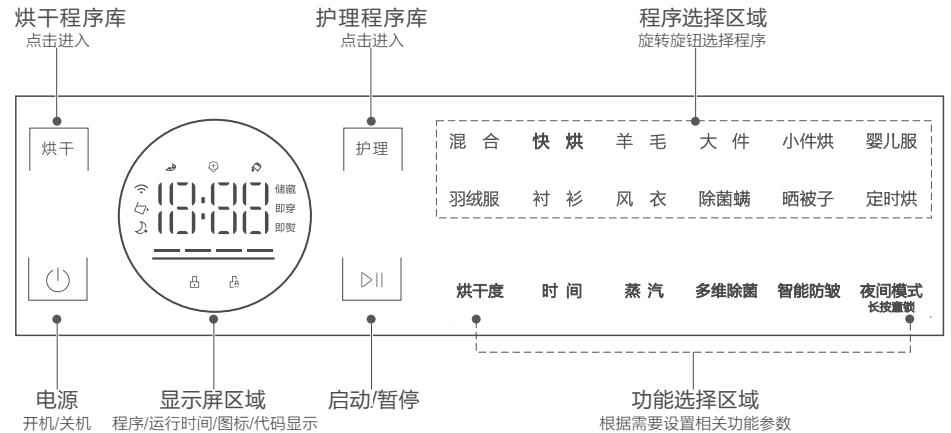 烘干程序库
点击进入
护理程序库
点击进入
程序选择区域
旋转旋钮选择程序
烘干
护理
混合 快烘 羊毛 大件 小件烘 婴儿服
羽绒服 衬衫 风衣 除菌螨 晒被子 定时烘
18:88
储藏
即穿
即熨
烘干度 时间 蒸汽 多维除菌 智能防皱 夜间模式
长按童锁
电源
开机/关机
显示屏区域
程序/运行时间/图标/代码显示
启动/暂停
功能选择区域
根据需要设置相关功能参数